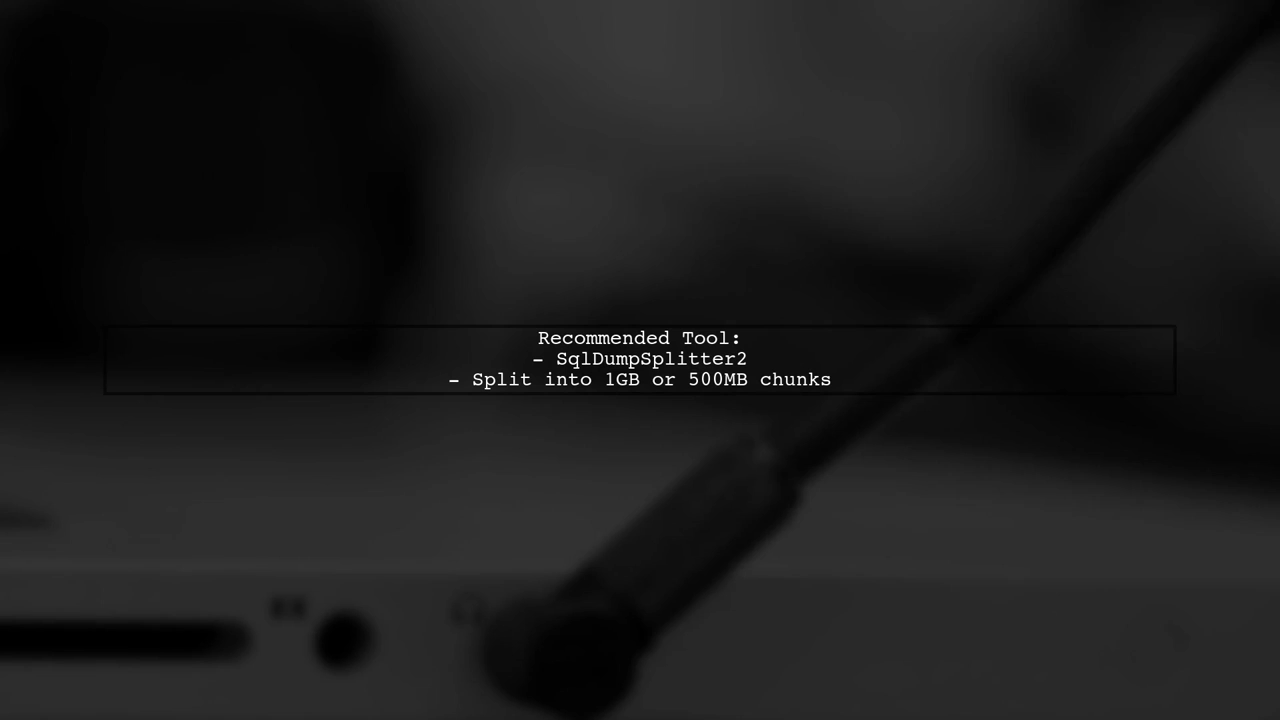 Recommended Tool:
- SqlDumpSplitter2
- Split into 1GB or 500MB chunks